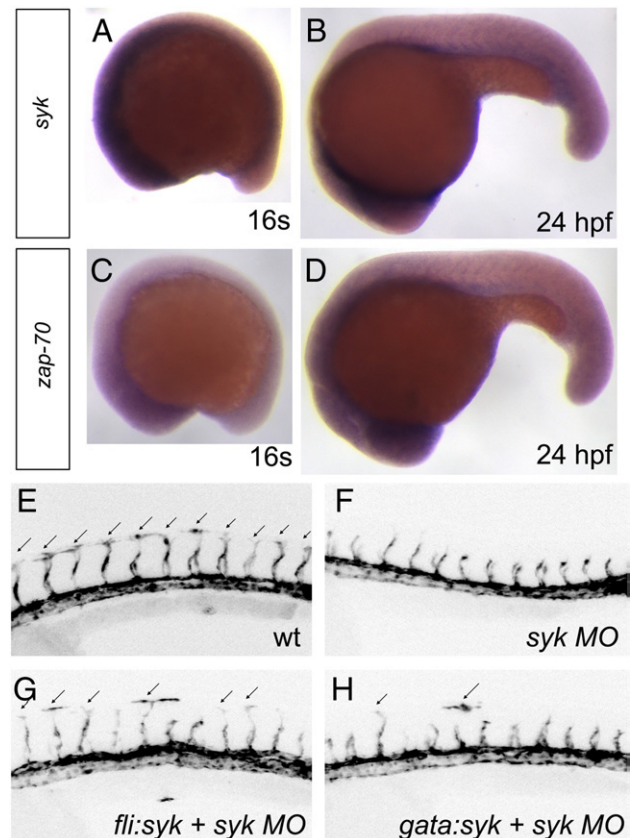 syk
A
16s
B
24 hpf
zap-70
C
16s
D
24 hpf
E
wt
F
syk MO
G
fli:syk + syk MO
H
gata:syk + syk MO